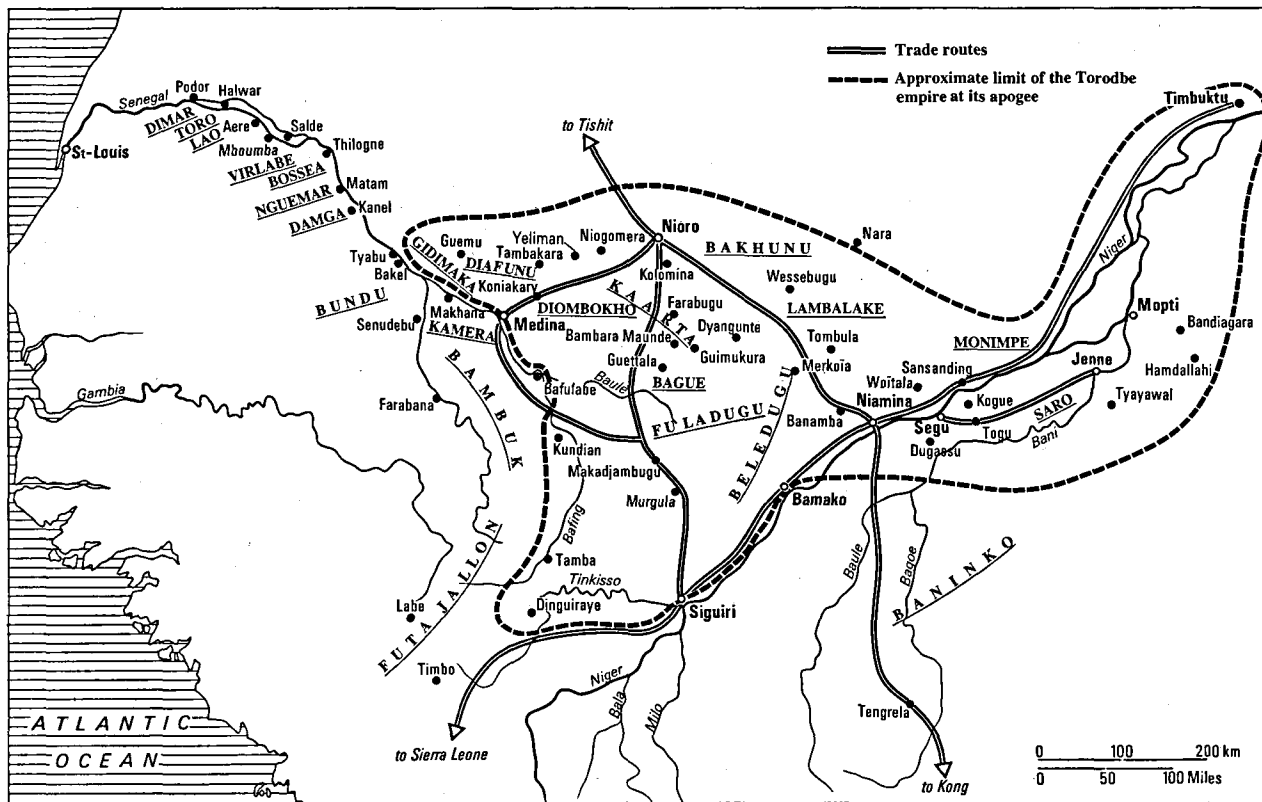 Trade routes
Approximate limit of the Torodbe
empire at its apogee
Timbuktu
Podor
Halwar
Senegal
DIMAR
TORO
LAO
Aere
Salde
Mboumba
Thilogne
St-Louis
VIRLABE
BOSSEA
to Tishit
Matam
NGUEMAR
Kanel
DAMGA
Nioro
Nara
Niger
Guemu
Yeliman
Niogomera
BAKHUNU
Tambakara
Tyabu
Bakel
GIDIMAKA
DIAFUNU
Kolomina
Wessebugu
Koniakary
BUNDU
Makhana
DIOMBOKHO
KAARTA
Farabugu
LAMBALAKE
Mopti
Senudebu
KAMERA
Medina
Bambara Maunde
Dyangunte
Tombula
MONIMPE
Bandiagara
Guettala
Guimukura
Merkoïa
Sansanding
Jenne
Hamdallahi
BAMBUK
Bafulabe
Baule
BAGUE
Woïtala
Gambia
Farabana
Kogue
SARO
Tyayawal
FULADUGU
BELEDUGU
Banamba
Niamina
Segu
Togu
Bani
Dugassu
Kundian
Makadjambugu
Murgula
Bamako
Bafing
Tamba
Baule
Bagoe
BANINKO
FUTA JALLON
Tinkisso
Labe
Dinguiraye
Siguiri
Timbo
Niger
Bala
Milo
Tengrela
ATLANTIC
OCEAN
to Sierra Leone
to Kong
0 100 200 km
0 50 100 Miles